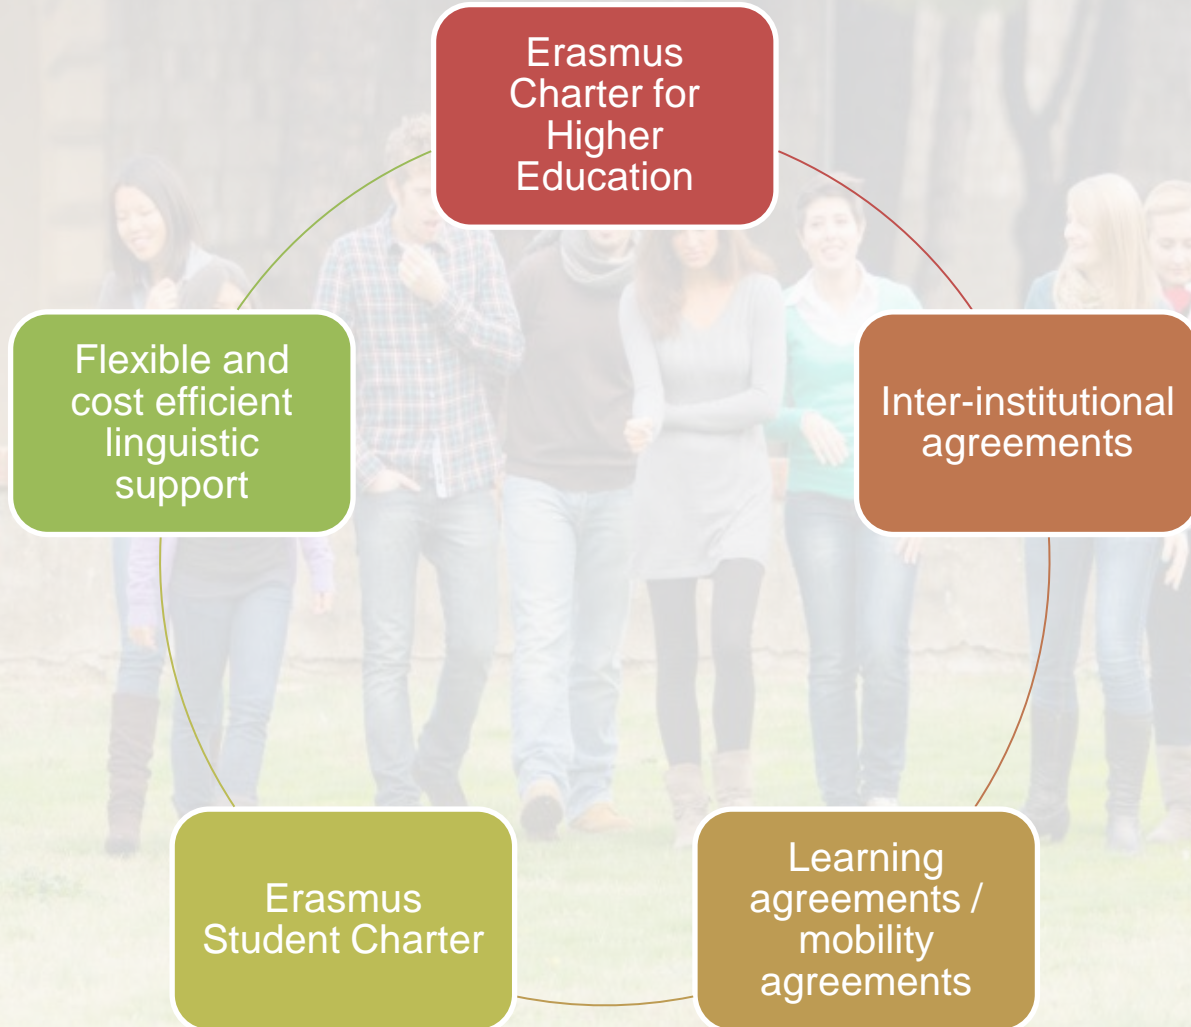 Erasmus
Charter for
Higher
Education
Inter-institutional
agreements
Learning
agreements /
mobility
agreements
Erasmus
Student Charter
Flexible and
cost efficient
linguistic
support